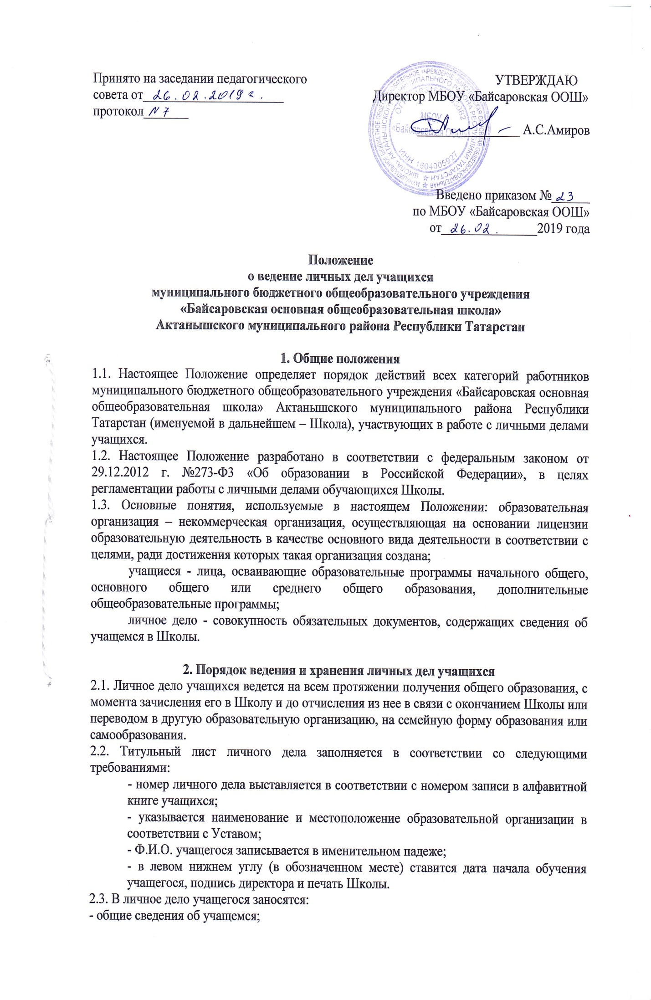 Принято на заседании педагогического
совета от 26.02.2019 г.
протокол N 7
УТВЕРЖДАЮ
Директор МБОУ «Байсаровская ООШ»
А.С.Амиров
МБОУ
«Байсаровская ООШ»
ИНН 1604005927
Введено приказом № 23
по МБОУ «Байсаровская ООШ»
от 26.02. 2019 года
Положение
о ведение личных дел учащихся
муниципального бюджетного общеобразовательного учреждения
«Байсаровская основная общеобразовательная школа»
Актанышского муниципального района Республики Татарстан
1. Общие положения
1.1. Настоящее Положение определяет порядок действий всех категорий работников
муниципального бюджетного общеобразовательного учреждения «Байсаровская основная
общеобразовательная школа» Актанышского муниципального района Республики
Татарстан (именуемой в дальнейшем – Школа), участвующих в работе с личными делами
учащихся.
1.2. Настоящее Положение разработано в соответствии с федеральным законом от
29.12.2012 г. №273-ФЗ «Об образовании в Российской Федерации», в целях
регламентации работы с личными делами обучающихся Школы.
1.3. Основные понятия, используемые в настоящем Положении: образовательная
организация – некоммерческая организация, осуществляющая на основании лицензии
образовательную деятельность в качестве основного вида деятельности в соответствии с
целями, ради достижения которых такая организация создана;
учащиеся - лица, осваивающие образовательные программы начального общего,
основного общего или среднего общего образования, дополнительные
общеобразовательные программы;
личное дело - совокупность обязательных документов, содержащих сведения об
учащемся в Школы.
2. Порядок ведения и хранения личных дел учащихся
2.1. Личное дело учащихся ведется на всем протяжении получения общего образования, с
момента зачисления его в Школу и до отчисления из нее в связи с окончанием Школы или
переводом в другую образовательную организацию, на семейную форму образования или
самообразования.
2.2. Титульный лист личного дела заполняется в соответствии со следующими
требованиями:
- номер личного дела выставляется в соответствии с номером записи в алфавитной
книге учащихся;
- указывается наименование и местоположение образовательной организации в
соответствии с Уставом;
- Ф.И.О. учащегося записывается в именительном падеже;
- в левом нижнем углу (в обозначенном месте) ставится дата начала обучения
учащегося, подпись директора и печать Школы.
2.3. В личное дело учащегося заносятся:
- общие сведения об учащемся;